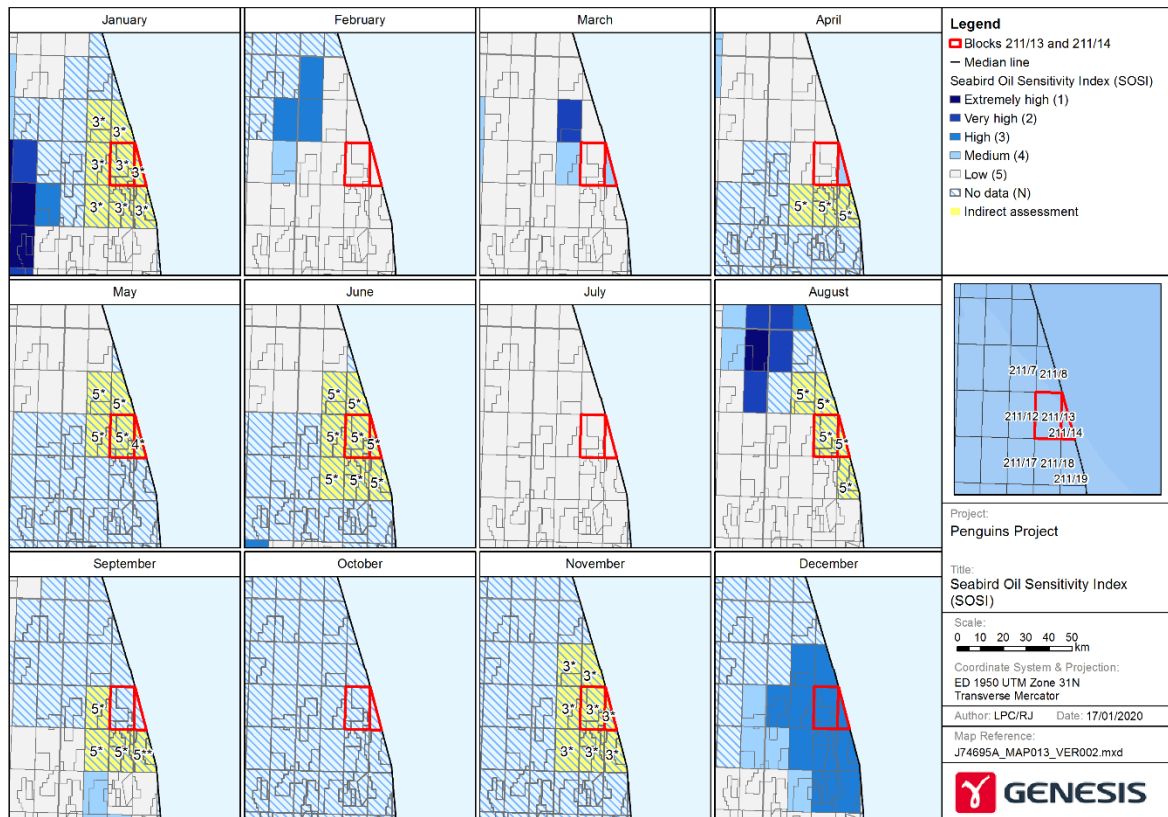 January
February
March
April
3*
3*
3*
3*
3*
3*
3*
3*
5*
5*
5*
May
June
July
August
5*
5*
5*
5*
4*
5*
5*
5*
5*
5*
5*
5*
5*
5*
5*
5*
5*
5*
5*
September
October
November
December
5*
5*
5*
5**
3*
3*
3*
3*
3*
3*
3*
3*
Legend
Blocks 211/13 and 211/14
Median line
Seabird Oil Sensitivity Index (SOSI)
Extremely high (1)
Very high (2)
High (3)
Medium (4)
Low (5)
No data (N)
Indirect assessment
211/7
211/8
211/12
211/13
211/14
211/17
211/18
211/19
Project:
Penguins Project
Title:
Seabird Oil Sensitivity Index
(SOSI)
Scale:
0 10 20 30 40 50
km
Coordinate System & Projection:
ED 1950 UTM Zone 31N
Transverse Mercator
Author: LPC/RJ Date: 17/01/2020
Map Reference:
J74695A_MAP013_VER002.mxd
GENESIS